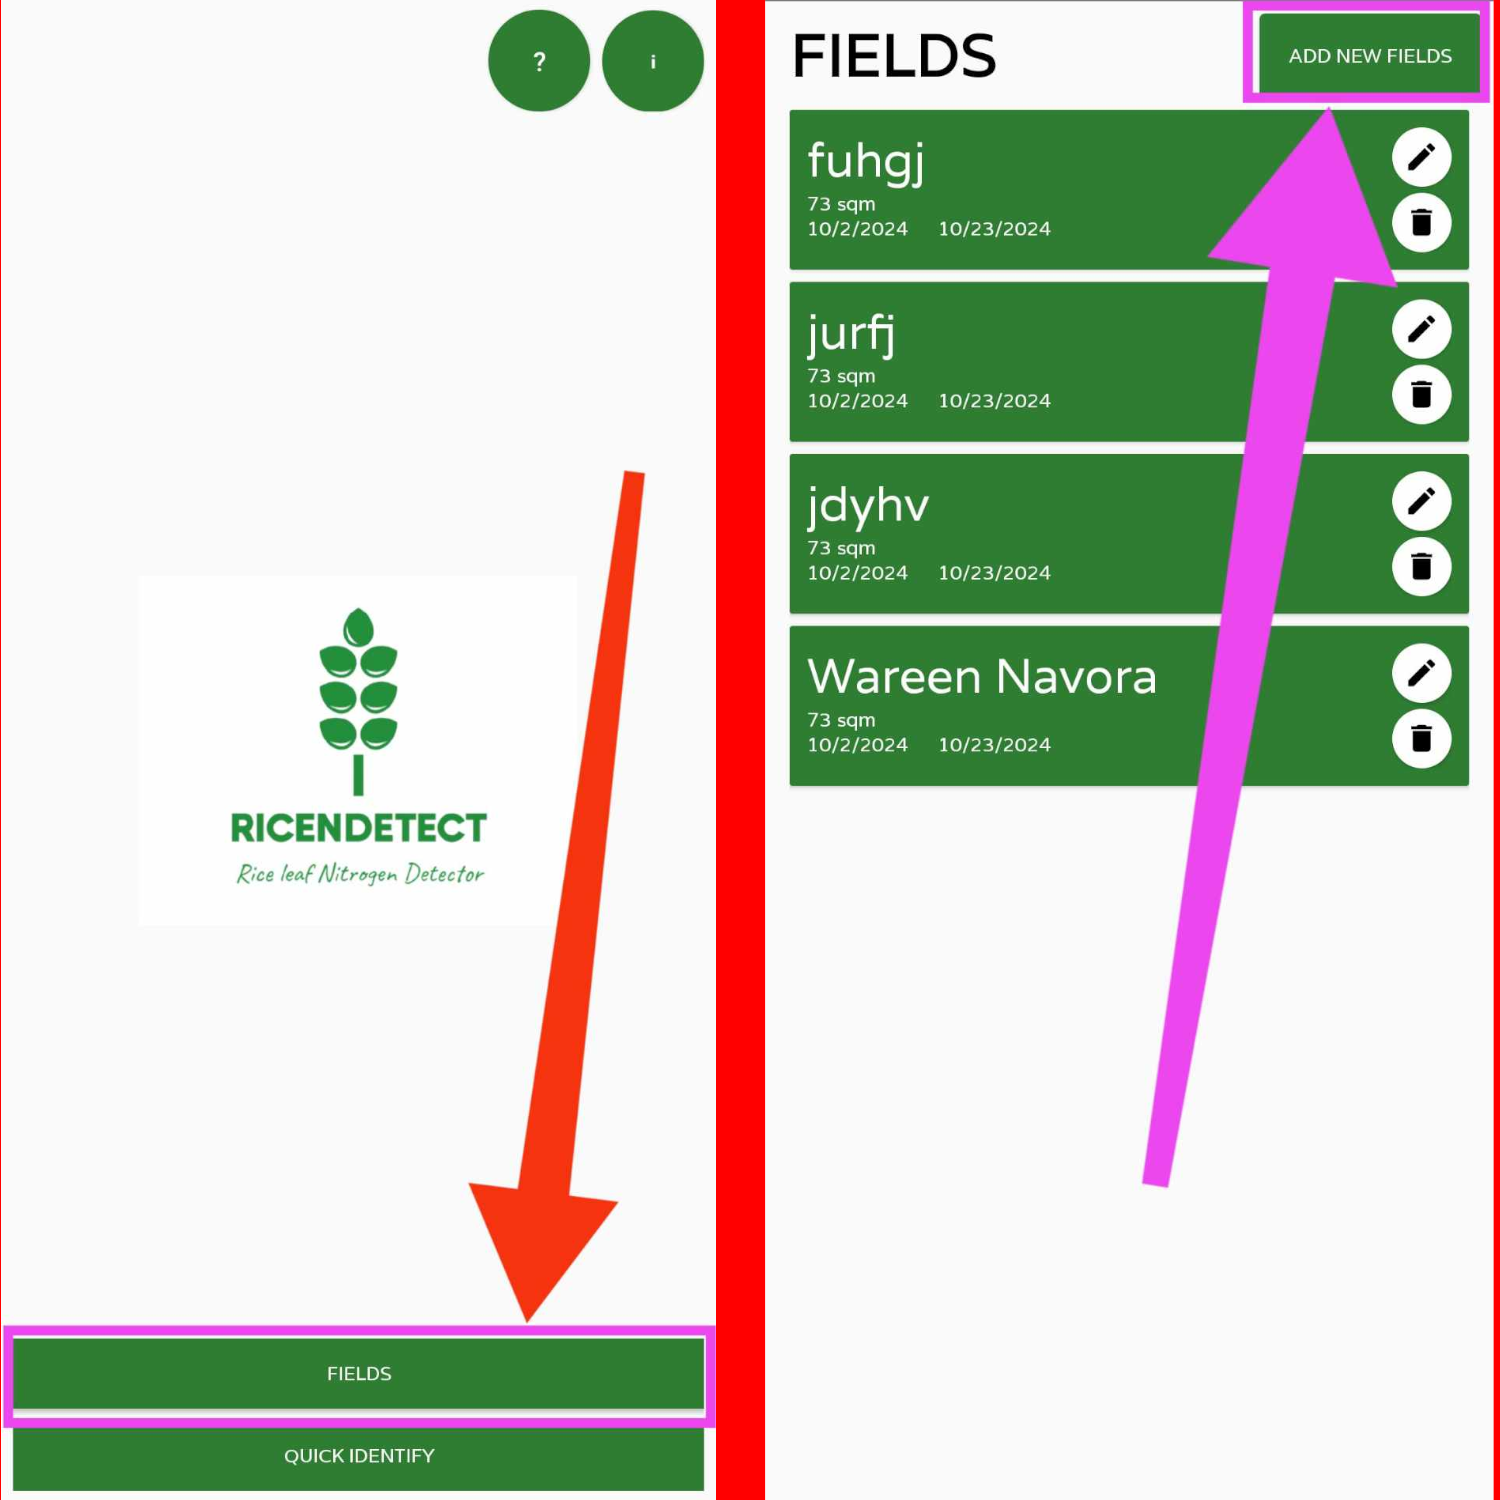 ?
i
RICENDETECT
Rice leaf Nitrogen Detector
FIELDS
QUICK IDENTIFY
FIELDS
ADD NEW FIELDS
fuhgj
73 sqm
10/2/2024 10/23/2024
jurfj
73 sqm
10/2/2024 10/23/2024
jdyhv
73 sqm
10/2/2024 10/23/2024
Wareen Navora
73 sqm
10/2/2024 10/23/2024